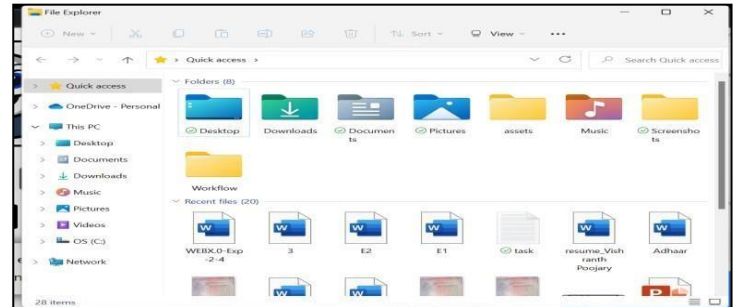 File Explorer
New
Sort
View
Quick access
Search Quick access
Quick access
OneDrive - Personal
This PC
Desktop
Documents
Downloads
Music
Pictures
Videos
OS (C:)
Network
Folders (8)
Desktop
Downloads
Documen
ts
Pictures
assets
Music
Screensho
ts
Workflow
Recent files (20)
WEBX.0-Exp
-2-4
3
E2
E1
task
resume_Vish
ranth
Poojary
Adhaar
28 items